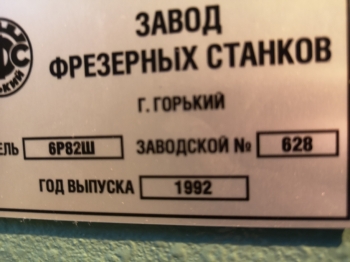 ЗАВОД
ФРЕЗЕРНЫХ СТАНКОВ
Г. ГОРЬКИЙ
6Р82Ш ЗАВОДСКОЙ № 628
ГОД ВЫПУСКА 1992